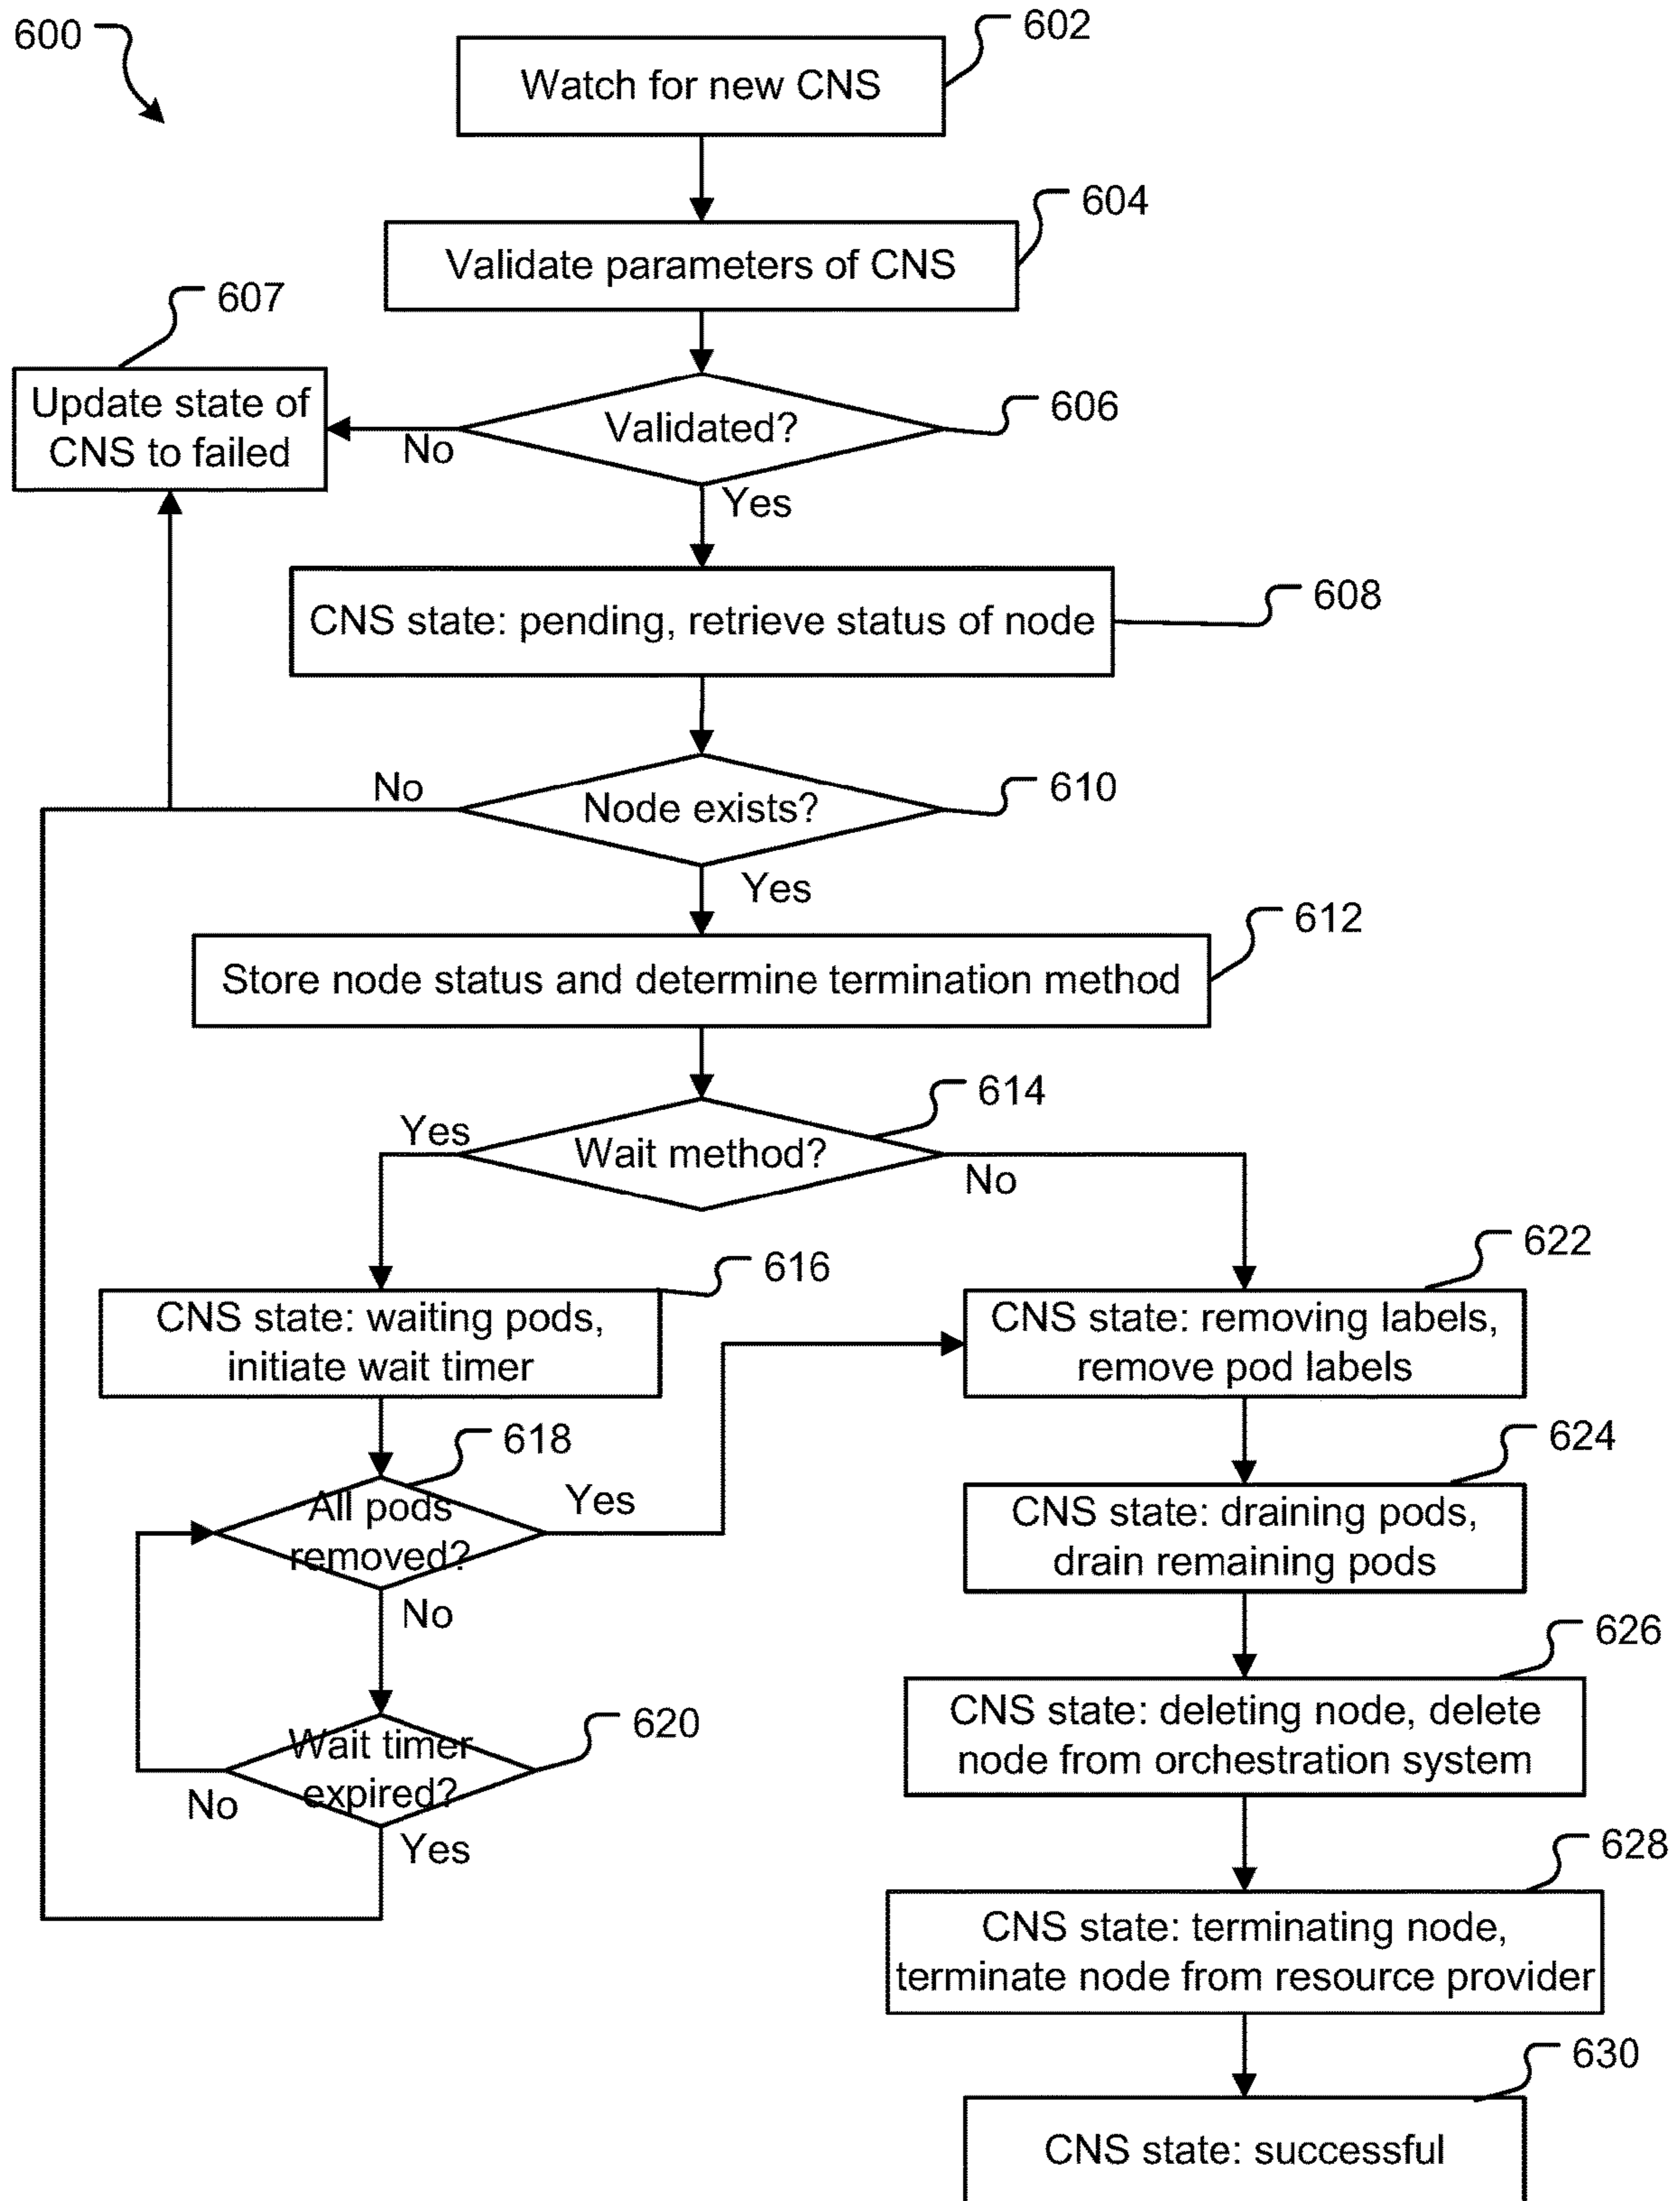 600
602
Watch for new CNS
604
Validate parameters of CNS
607
Update state of
CNS to failed
606
Validated?
No
Yes
608
CNS state: pending, retrieve status of node
No
610
Node exists?
Yes
612
Store node status and determine termination method
614
Yes
Wait method?
No
616
CNS state: waiting pods,
initiate wait timer
622
CNS state: removing labels,
remove pod labels
618
All pods
removed?
Yes
No
624
CNS state: draining pods,
drain remaining pods
620
Wait timer
expired?
No
Yes
626
CNS state: deleting node, delete
node from orchestration system
628
CNS state: terminating node,
terminate node from resource provider
630
CNS state: successful